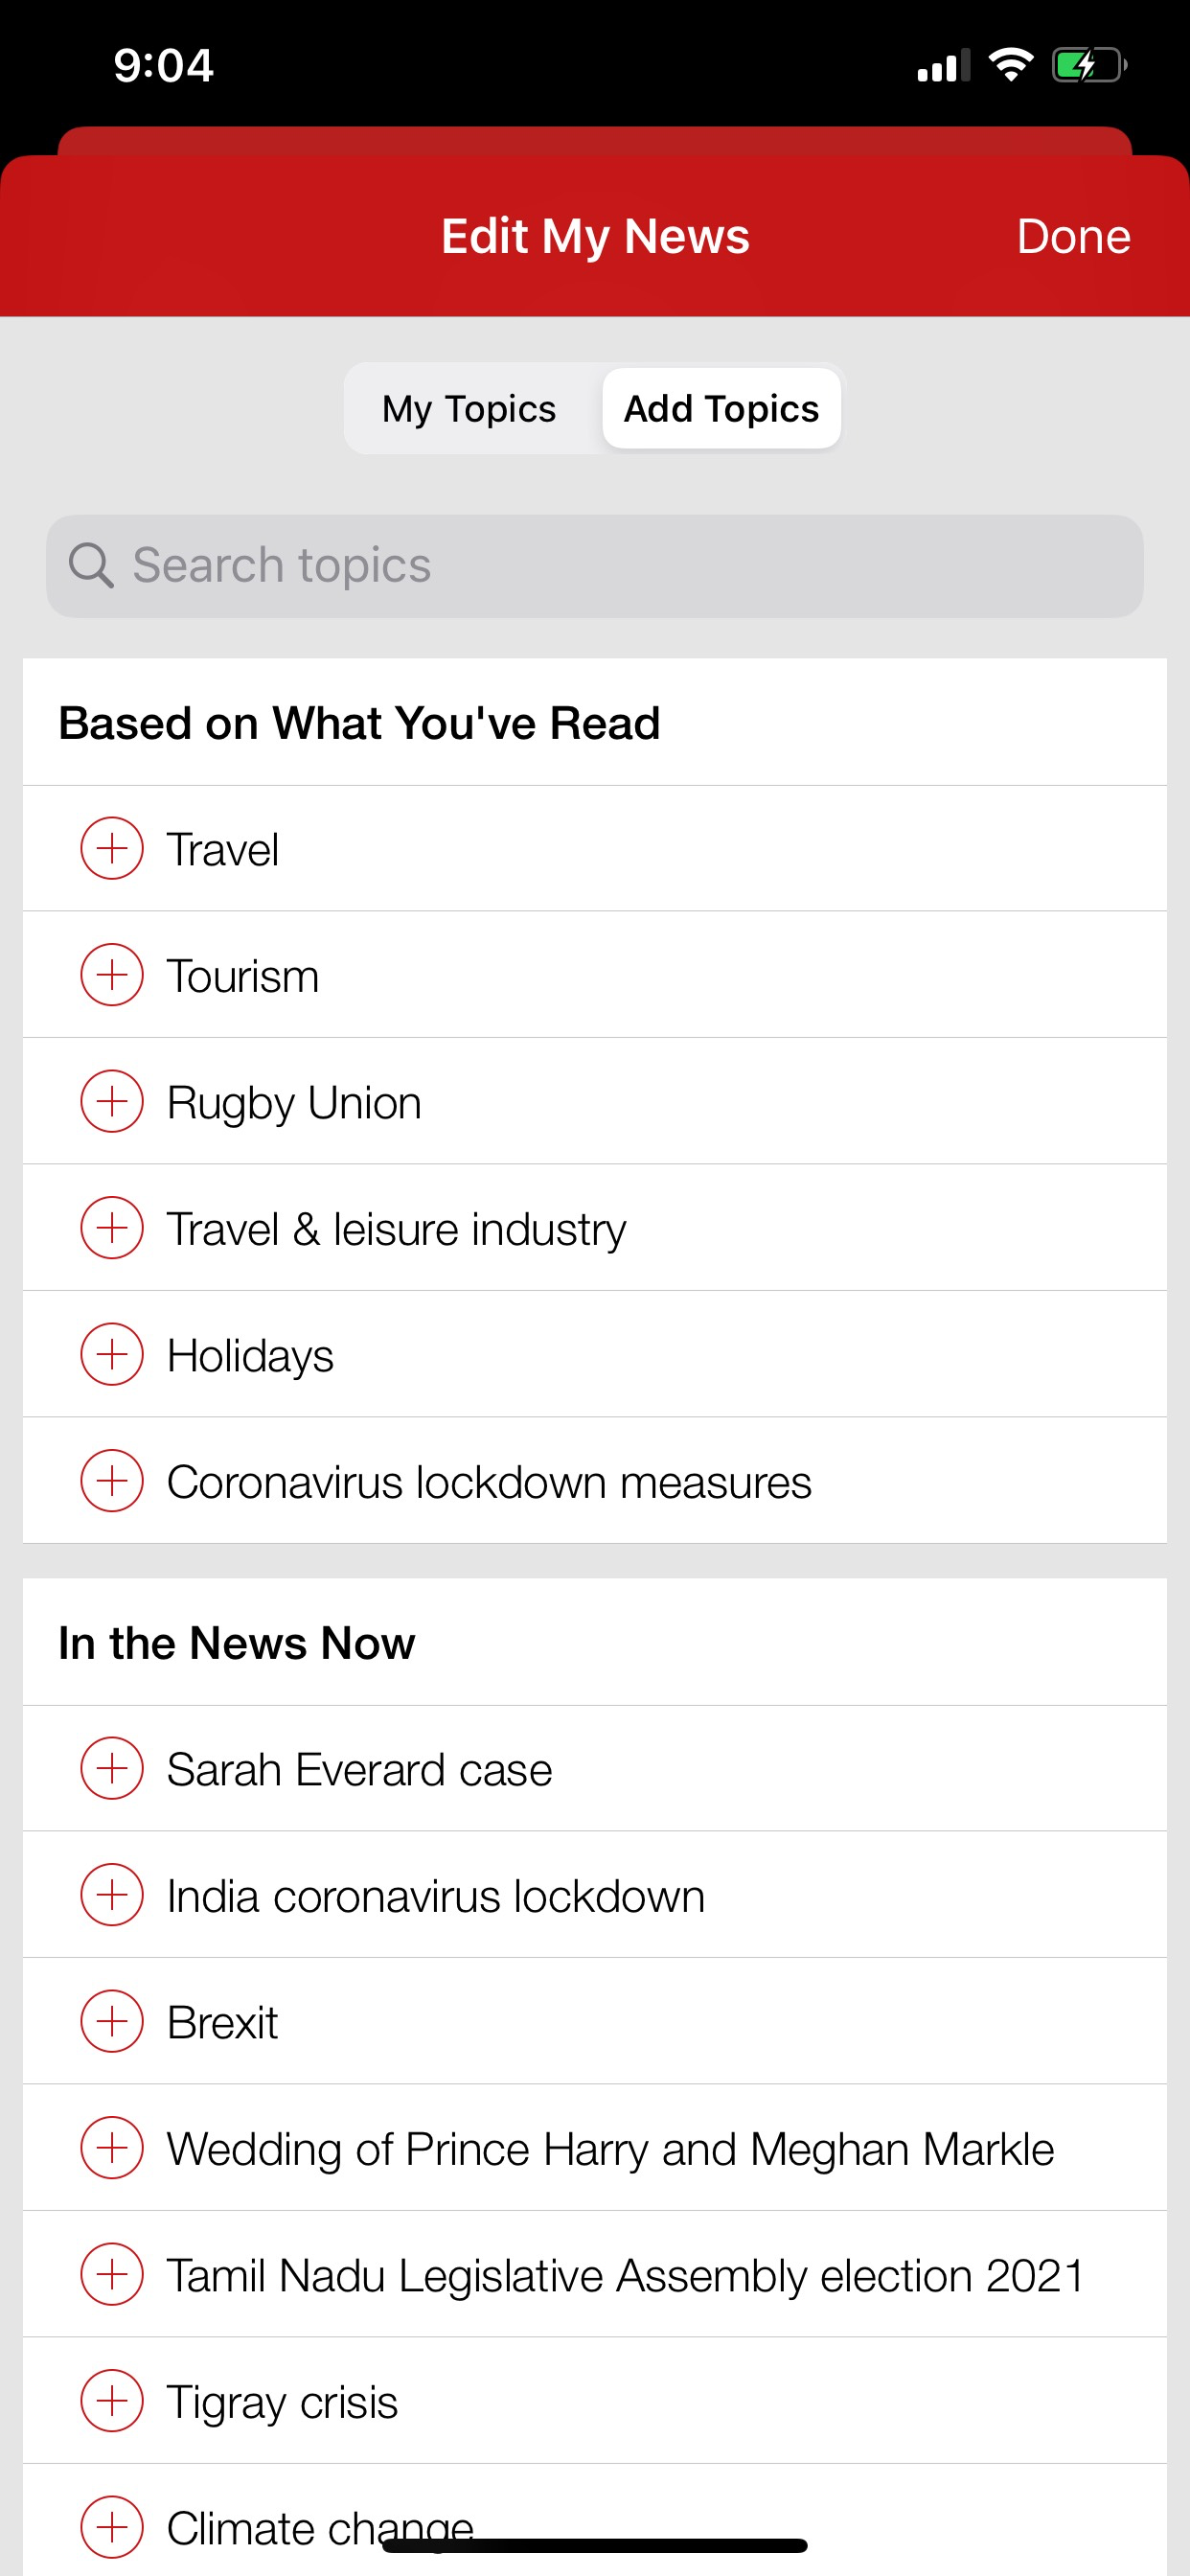 9:04
Edit My News
Done
My Topics
Add Topics
Search topics
Based on What You've Read
Travel
Tourism
Rugby Union
Travel & leisure industry
Holidays
Coronavirus lockdown measures
In the News Now
Sarah Everard case
India coronavirus lockdown
Brexit
Wedding of Prince Harry and Meghan Markle
Tamil Nadu Legislative Assembly election 2021
Tigray crisis
Climate change